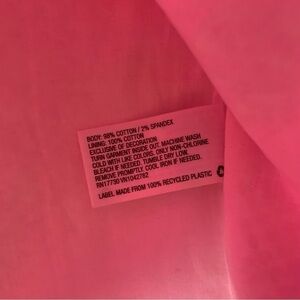 BODY: 98% COTTON / 2% SPANDEX
LINING: 100% COTTON
EXCLUSIVE OF DECORATION
TURN GARMENT INSIDE OUT. MACHINE WASH
COLD WITH LIKE COLORS. ONLY NON-CHLORINE
BLEACH IF NEEDED. TUMBLE DRY LOW.
REMOVE PROMPTLY. COOL IRON IF NEEDED.
RN17730 VN1042782
LABEL MADE FROM 100% RECYCLED PLASTIC